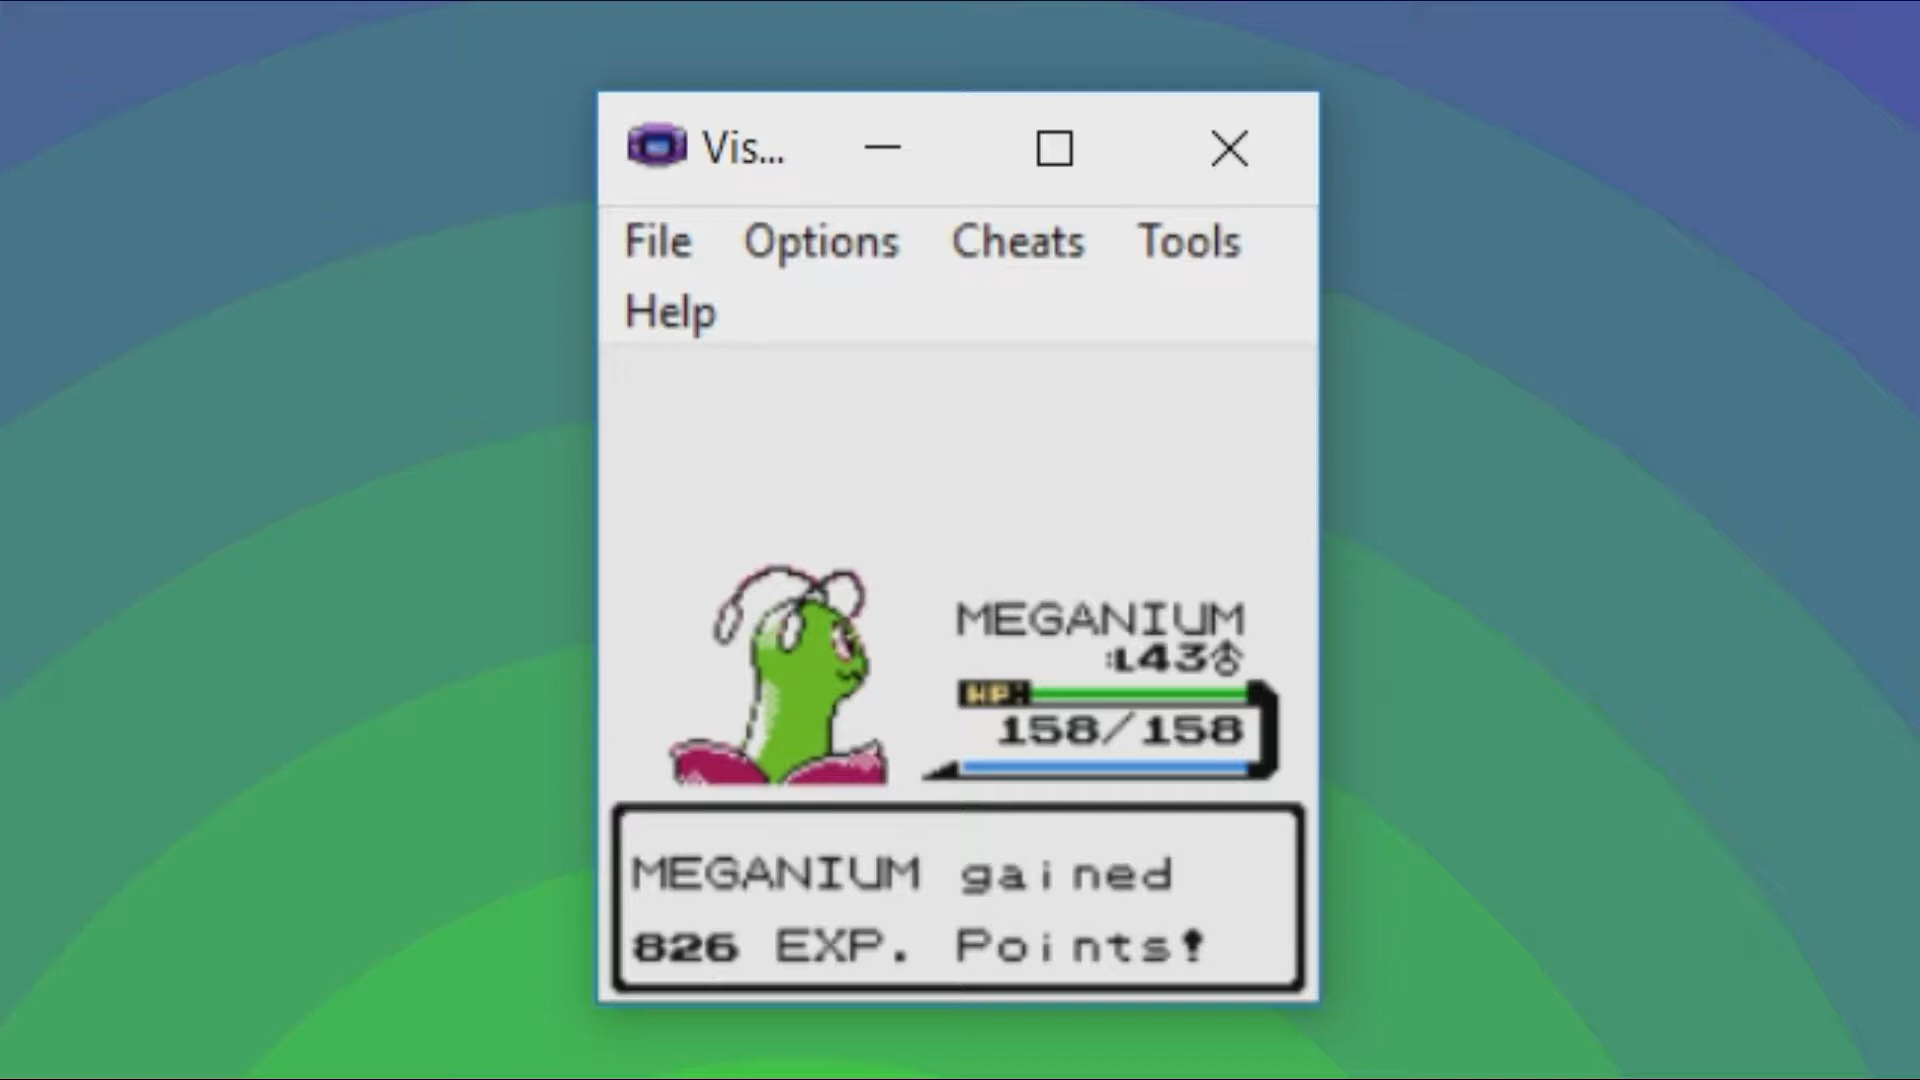 Vis...
File Options Cheats Tools
Help
MEGANIUM
:L43♂
HP:
158/158
MEGANIUM gained
826 EXP. Points!